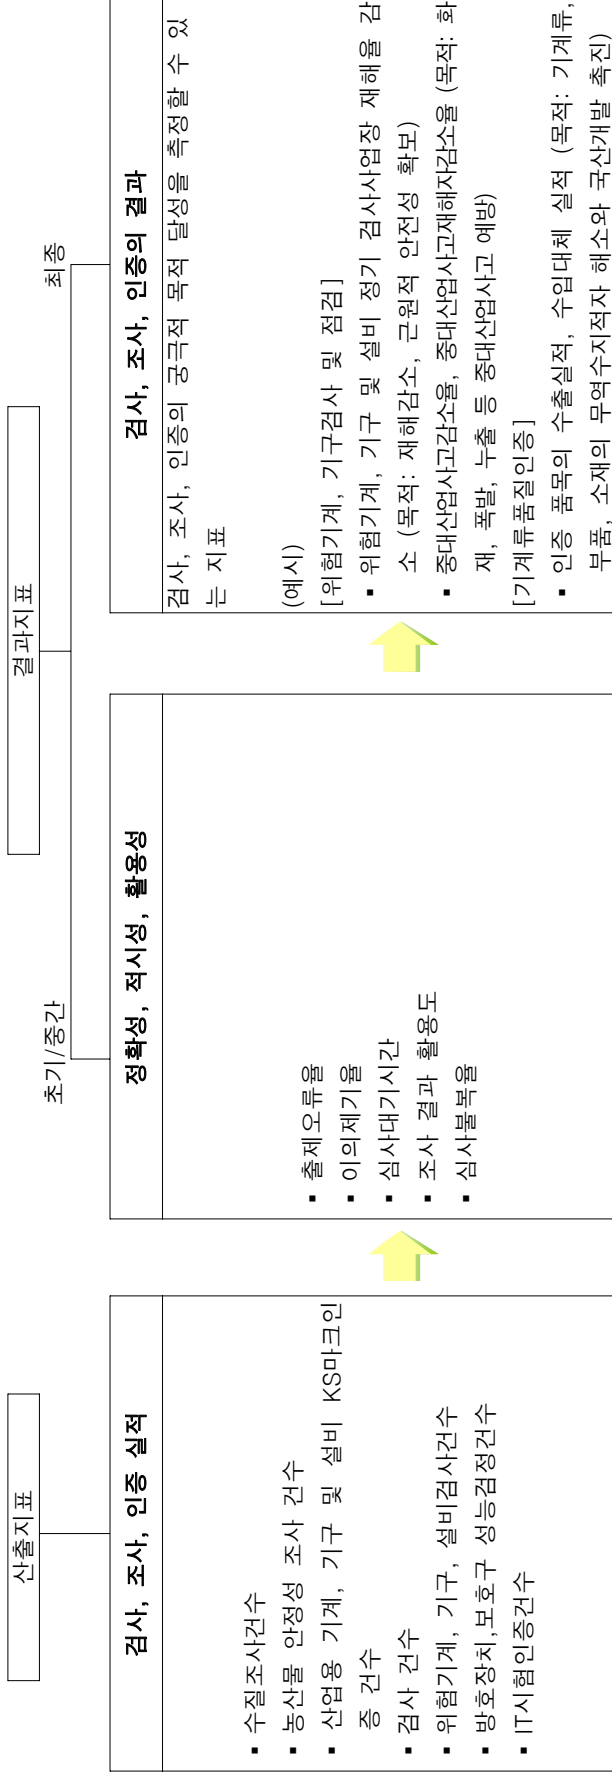 산출지표
결과지표
초기/중간
최종
검사, 조사, 인증 실적
▪ 수질조사건수
▪ 농산물 안정성 조사 건수
▪ 산업용 기계, 기구 및 설비 KS마크인
증 건수
▪ 검사 건수
▪ 위험기계, 기구, 설비검사건수
▪ 방호장치,보호구 성능검정건수
▪ IT시험인증건수
정확성, 적시성, 활용성
▪ 출제오류율
▪ 이의제기율
▪ 심사대기시간
▪ 조사 결과 활용도
▪ 심사불복율
검사, 조사, 인증의 결과
검사, 조사, 인증의 궁극적 목적 달성을 측정할 수 있
는 지표
(예시)
[위험기계, 기구검사 및 점검]
▪ 위험기계, 기구 및 설비 정기 검사사업장 재해율 감
소 (목적: 재해감소, 근원적 안전성 확보)
▪ 중대산업사고감소율, 중대산업사고재해자감소율 (목적: 화
재, 폭발, 누출 등 중대산업사고 예방)
[기계류품질인증]
▪ 인증 품목의 수출실적, 수입대체 실적 (목적: 기계류,
부품, 소재의 무역수지적자 해소와 국산개발 촉진)